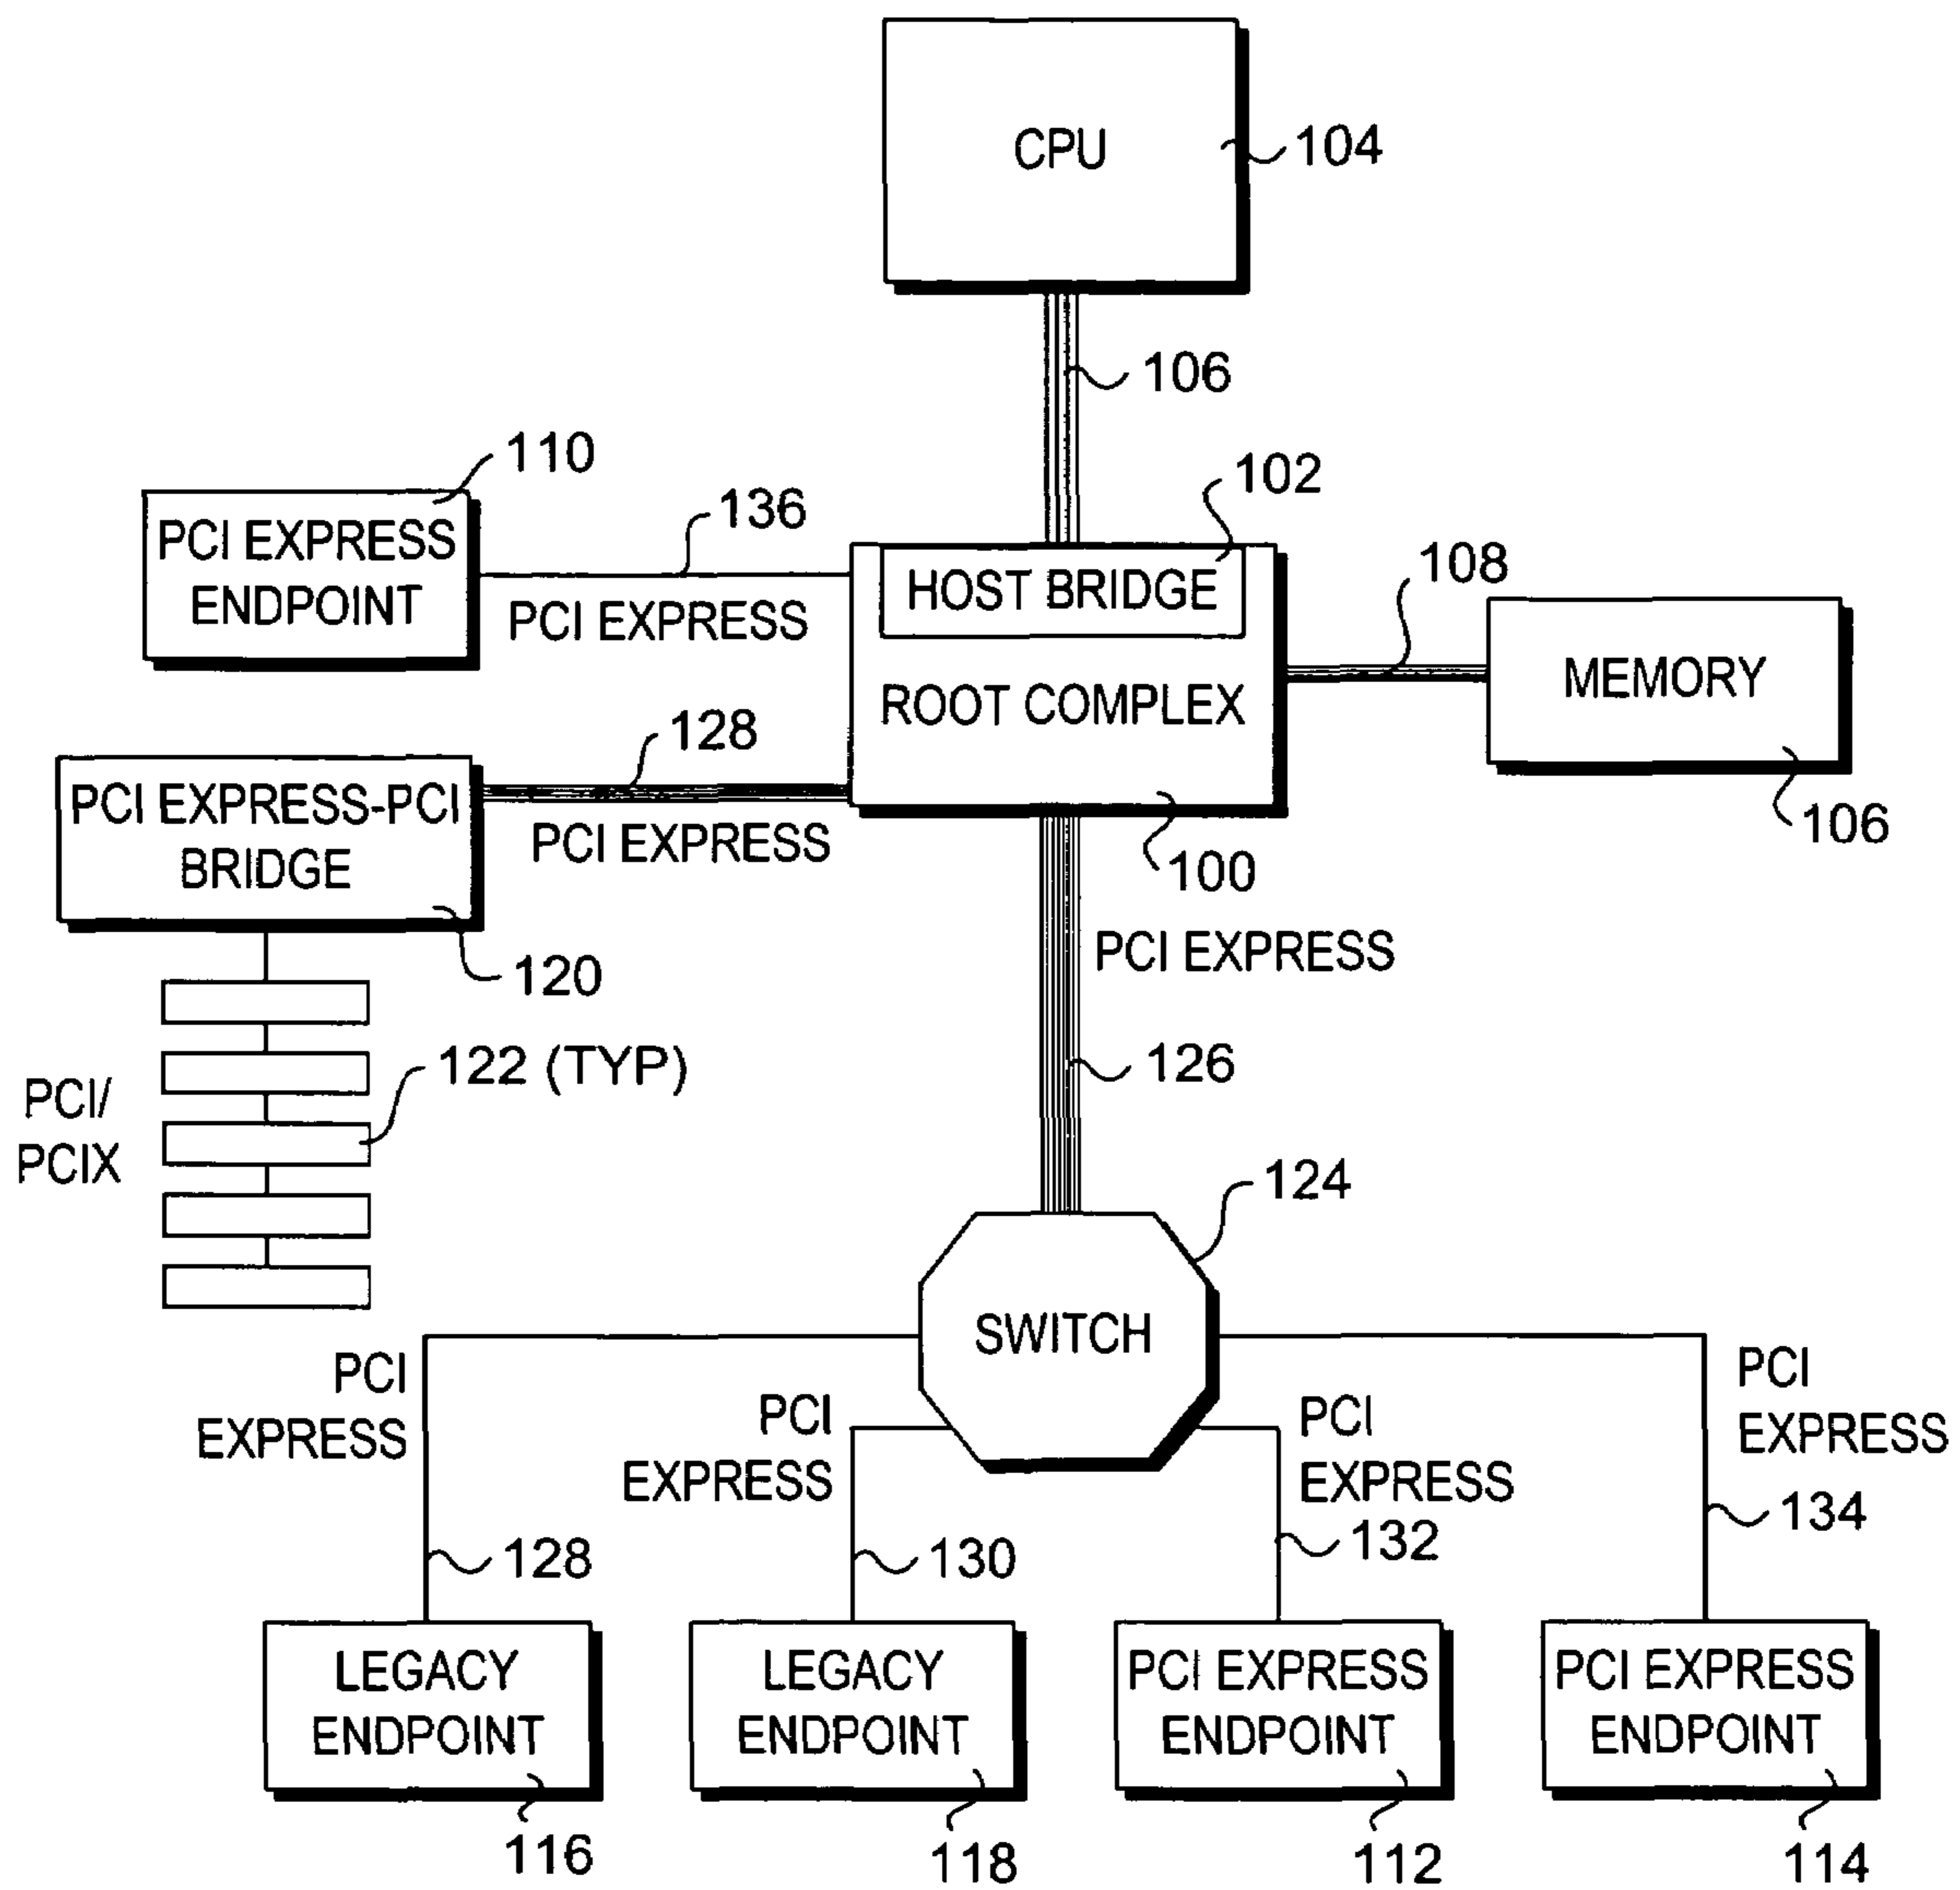 CPU
104
106
110
PCI EXPRESS
ENDPOINT
136
PCI EXPRESS
102
HOST BRIDGE
ROOT COMPLEX
108
MEMORY
106
128
PCI EXPRESS
PCI EXPRESS-PCI
BRIDGE
100
120
PCI EXPRESS
122 (TYP)
PCI/
PCIX
126
124
SWITCH
PCI
EXPRESS
PCI
EXPRESS
PCI
EXPRESS
PCI
EXPRESS
128
130
132
134
LEGACY
ENDPOINT
LEGACY
ENDPOINT
PCI EXPRESS
ENDPOINT
PCI EXPRESS
ENDPOINT
116
118
112
114